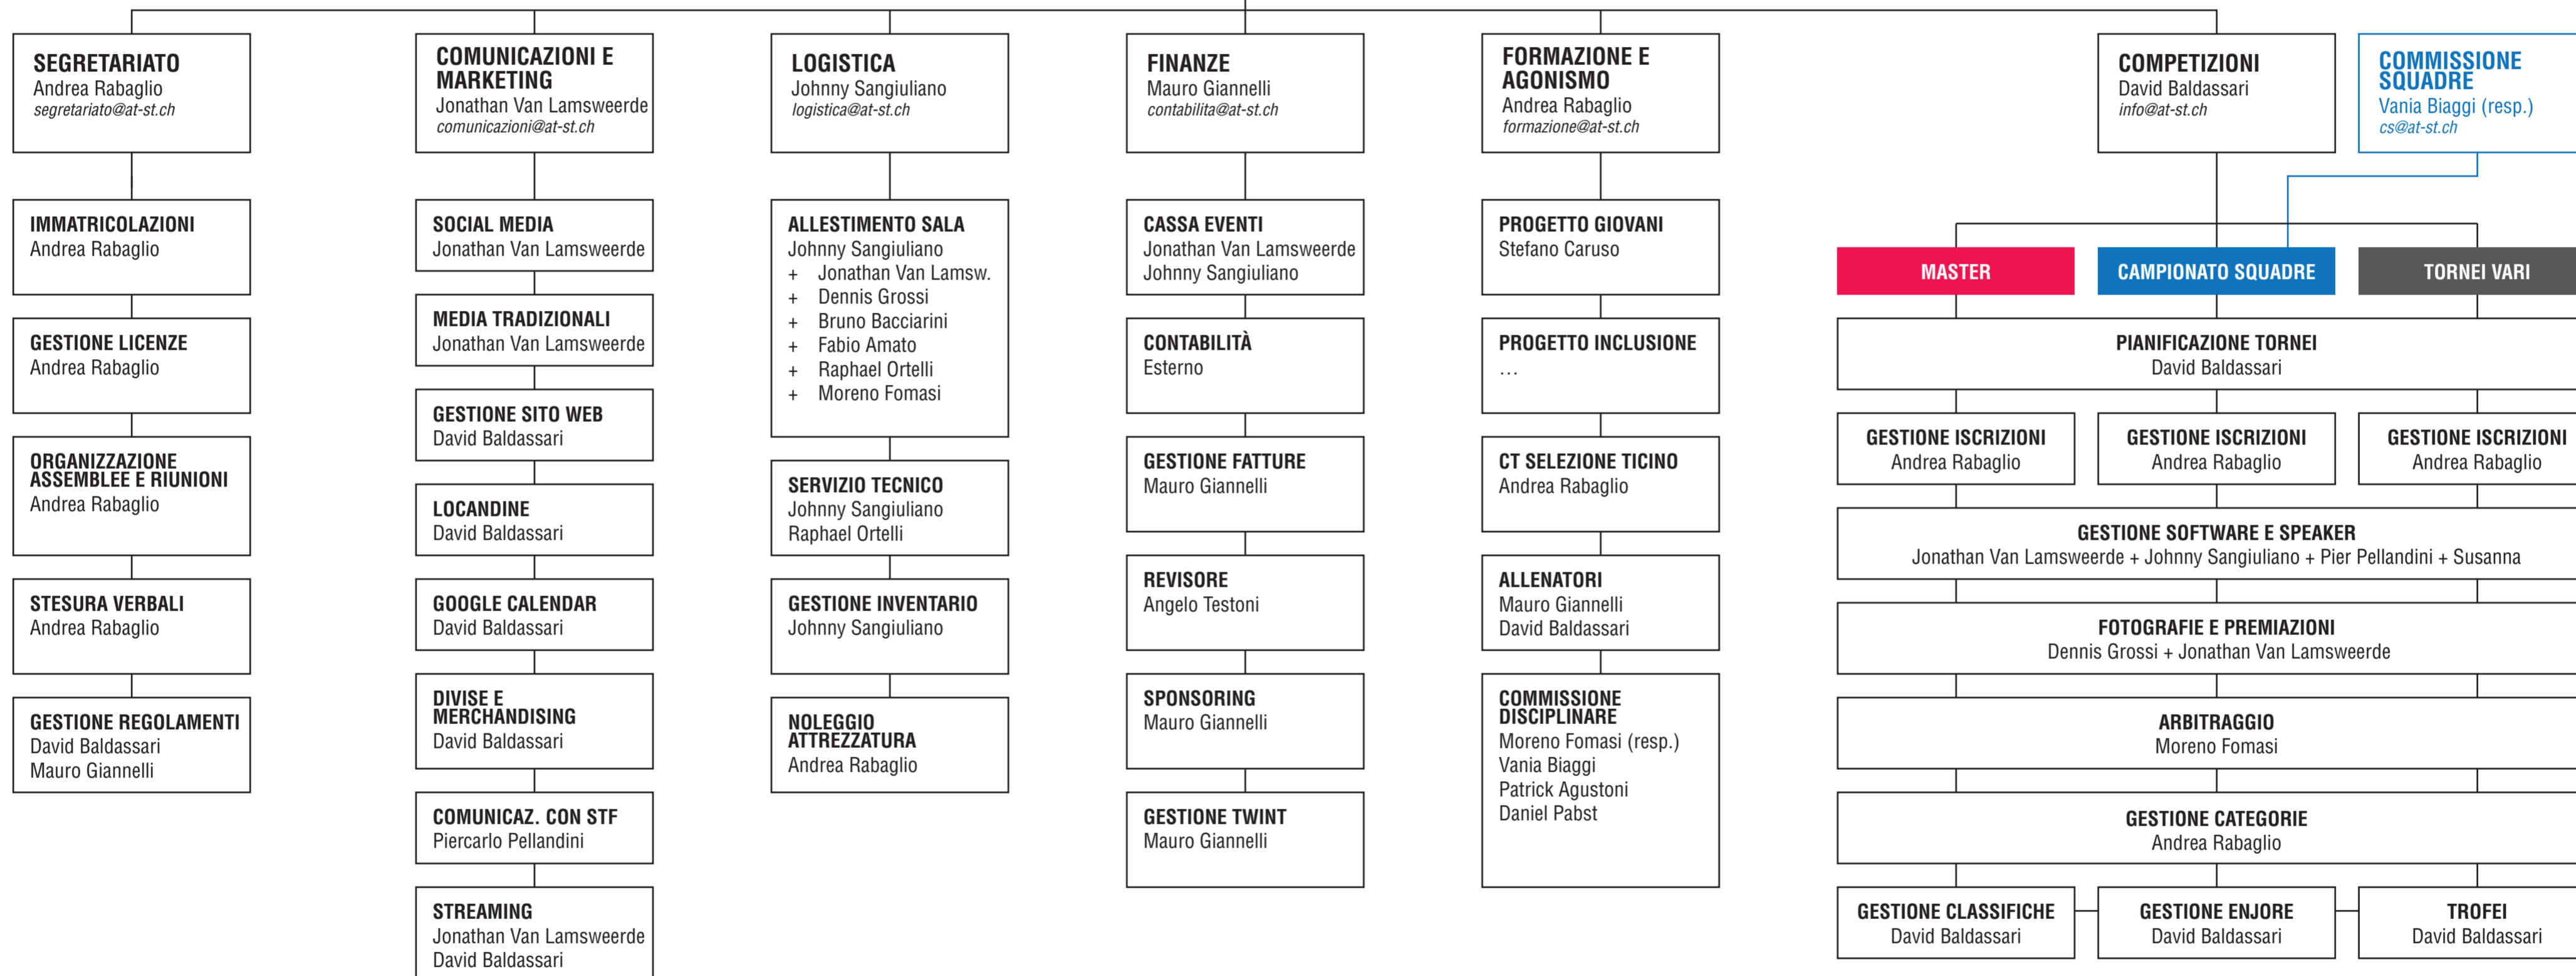 SEGRETARIATO
Andrea Rabaglio
segretariato@at-st.ch
IMMATRICOLAZIONI
Andrea Rabaglio
GESTIONE LICENZE
Andrea Rabaglio
ORGANIZZAZIONE
ASSEMBLEE E RIUNIONI
Andrea Rabaglio
STESURA VERBALI
Andrea Rabaglio
GESTIONE REGOLAMENTI
David Baldassari
Mauro Giannelli
COMUNICAZIONI E
MARKETING
Jonathan Van Lamsweerde
comunicazioni@at-st.ch
SOCIAL MEDIA
Jonathan Van Lamsweerde
MEDIA TRADIZIONALI
Jonathan Van Lamsweerde
GESTIONE SITO WEB
David Baldassari
LOCANDINE
David Baldassari
GOOGLE CALENDAR
David Baldassari
DIVISE E
MERCHANDISING
David Baldassari
COMUNICAZ. CON STF
Piercarlo Pellandini
STREAMING
Jonathan Van Lamsweerde
David Baldassari
LOGISTICA
Johnny Sangiuliano
logistica@at-st.ch
ALLESTIMENTO SALA
Johnny Sangiuliano
+ Jonathan Van Lamsw.
+ Dennis Grossi
+ Bruno Bacciarini
+ Fabio Amato
+ Raphael Ortelli
+ Moreno Fomasi
SERVIZIO TECNICO
Johnny Sangiuliano
Raphael Ortelli
GESTIONE INVENTARIO
Johnny Sangiuliano
NOLEGGIO
ATTREZZATURA
Andrea Rabaglio
FINANZE
Mauro Giannelli
contabilita@at-st.ch
CASSA EVENTI
Jonathan Van Lamsweerde
Johnny Sangiuliano
CONTABILITÀ
Esterno
GESTIONE FATTURE
Mauro Giannelli
REVISORE
Angelo Testoni
SPONSORING
Mauro Giannelli
GESTIONE TWINT
Mauro Giannelli
FORMAZIONE E
AGONISMO
Andrea Rabaglio
formazione@at-st.ch
PROGETTO GIOVANI
Stefano Caruso
PROGETTO INCLUSIONE
…
CT SELEZIONE TICINO
Andrea Rabaglio
ALLENATORI
Mauro Giannelli
David Baldassari
COMMISSIONE
DISCIPLINARE
Moreno Fomasi (resp.)
Vania Biaggi
Patrick Agustoni
Daniel Pabst
COMPETIZIONI
David Baldassari
info@at-st.ch
COMMISSIONE
SQUADRE
Vania Biaggi (resp.)
cs@at-st.ch
MASTER
CAMPIONATO SQUADRE
TORNEI VARI
PIANIFICAZIONE TORNEI
David Baldassari
GESTIONE ISCRIZIONI
Andrea Rabaglio
GESTIONE ISCRIZIONI
Andrea Rabaglio
GESTIONE ISCRIZIONI
Andrea Rabaglio
GESTIONE SOFTWARE E SPEAKER
Jonathan Van Lamsweerde + Johnny Sangiuliano + Pier Pellandini + Susanna
FOTOGRAFIE E PREMIAZIONI
Dennis Grossi + Jonathan Van Lamsweerde
ARBITRAGGIO
Moreno Fomasi
GESTIONE CATEGORIE
Andrea Rabaglio
GESTIONE CLASSIFICHE
David Baldassari
GESTIONE ENJORE
David Baldassari
TROFEI
David Baldassari